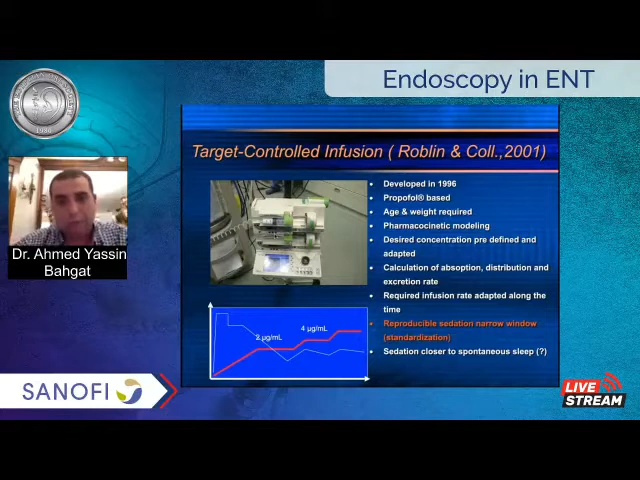 Endoscopy in ENT
1980
Target-Controlled Infusion ( Roblin & Coll.,2001)
Dr. Ahmed Yassin
Bahgat
2 µg/mL
4 µg/mL
• Developed in 1996
• Propofol® based
• Age & weight required
• Pharmacocinetic modeling
• Desired concentration pre defined and
adapted
• Calculation of absoption, distribution and
excretion rate
• Required infusion rate adapted along the
time
• Reproducible sedation narrow window
(standardization)
• Sedation closer to spontaneous sleep (?)
SANOFI
LIVE
STREAM